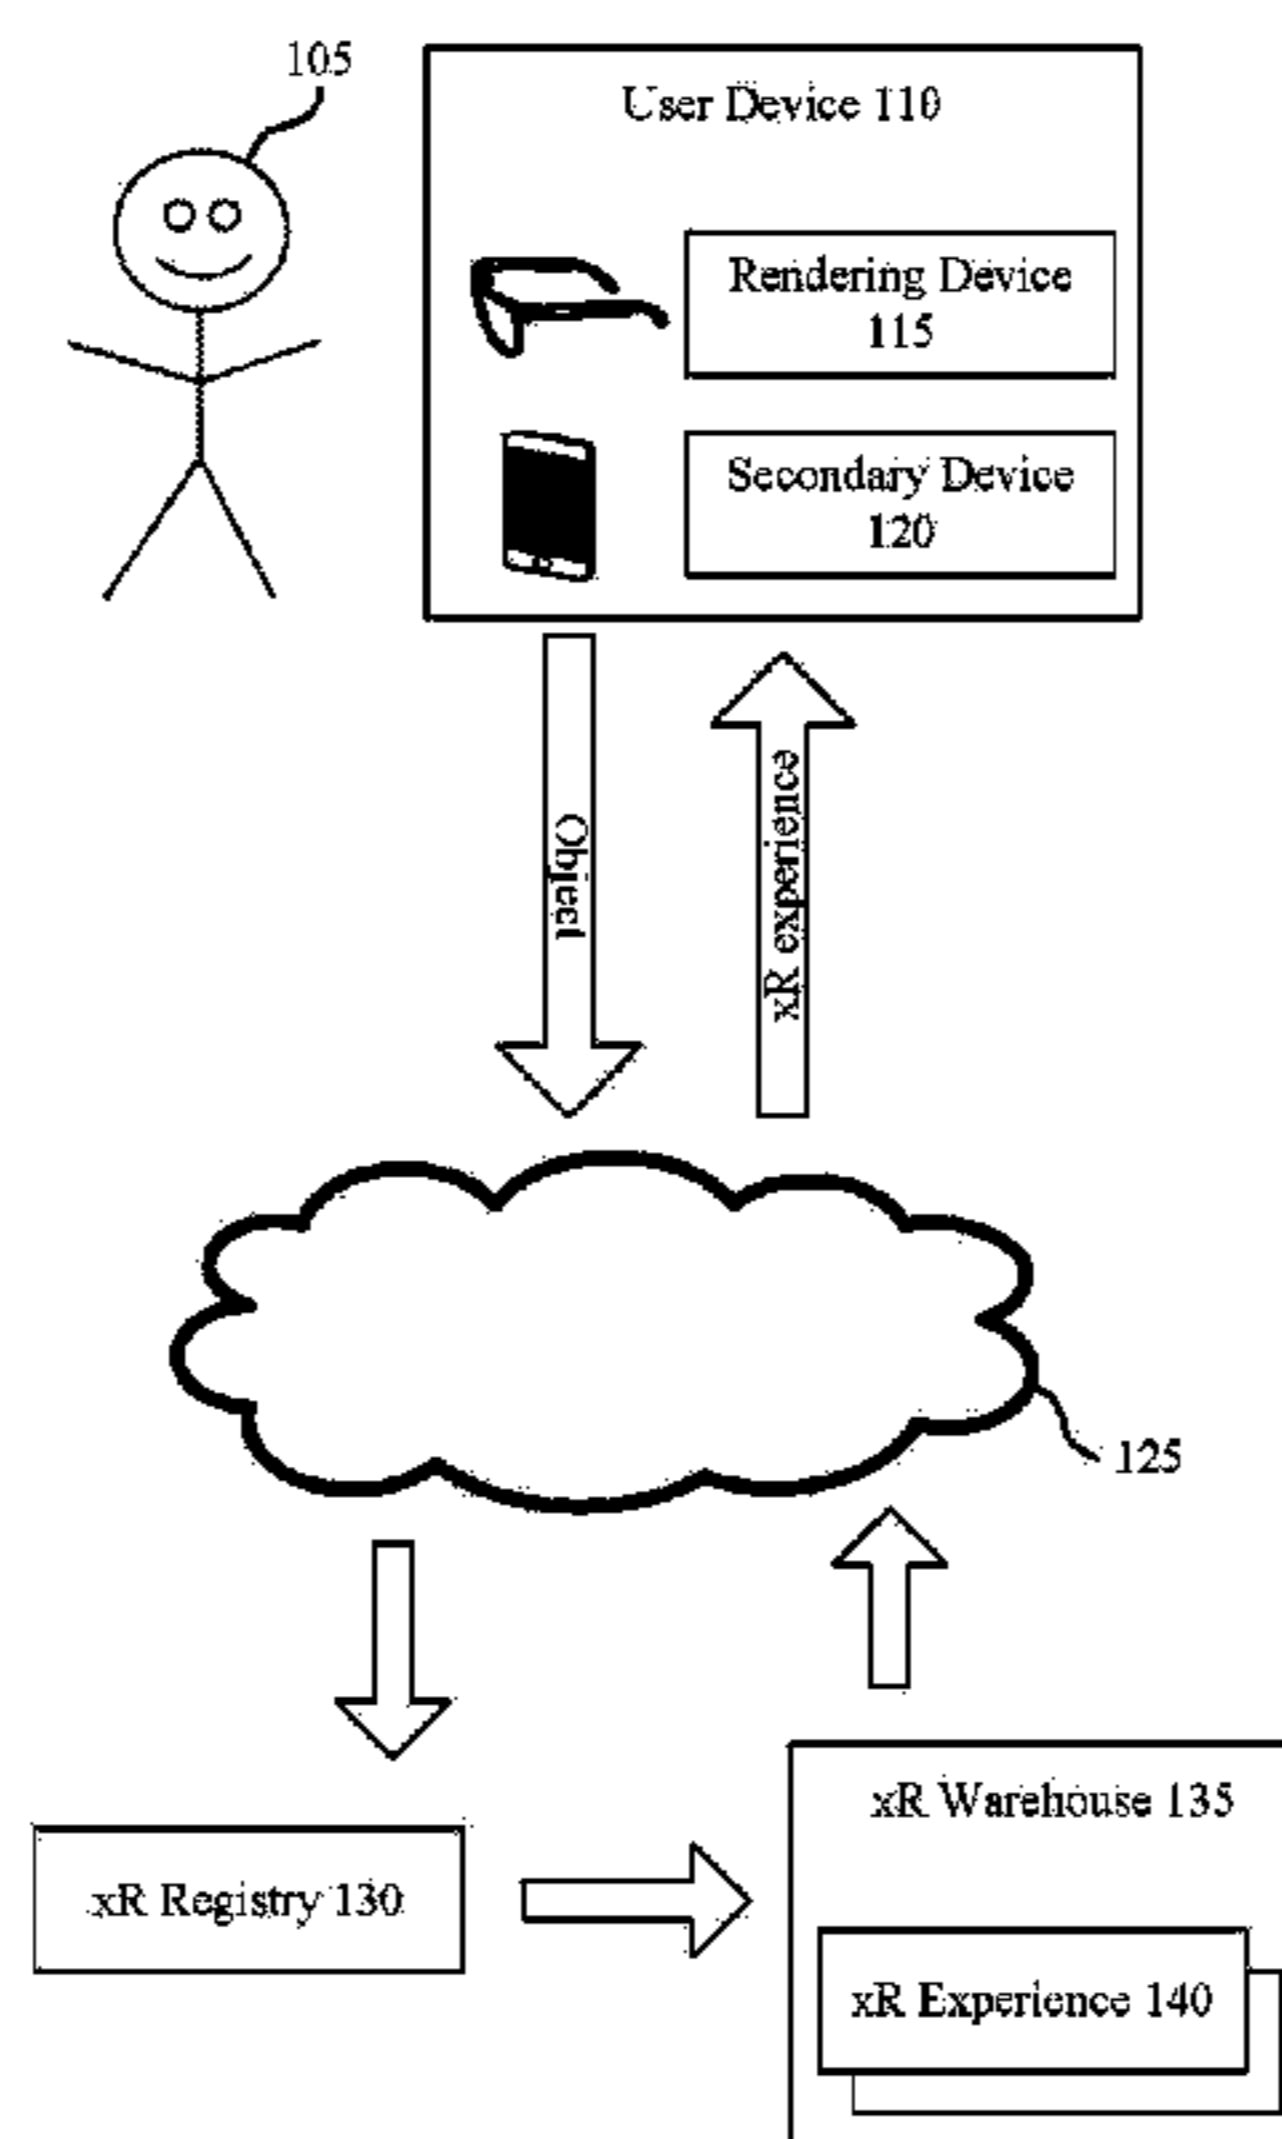 105
User Device 110
Rendering Device
115
Secondary Device
120
Object
xR experience
125
xR Warehouse 135
xR Registry 130
xR Experience 140